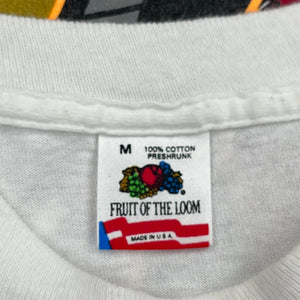 M 100% COTTON
PRESHRUNK
FRUIT OF THE LOOM
MADE IN U.S.A.